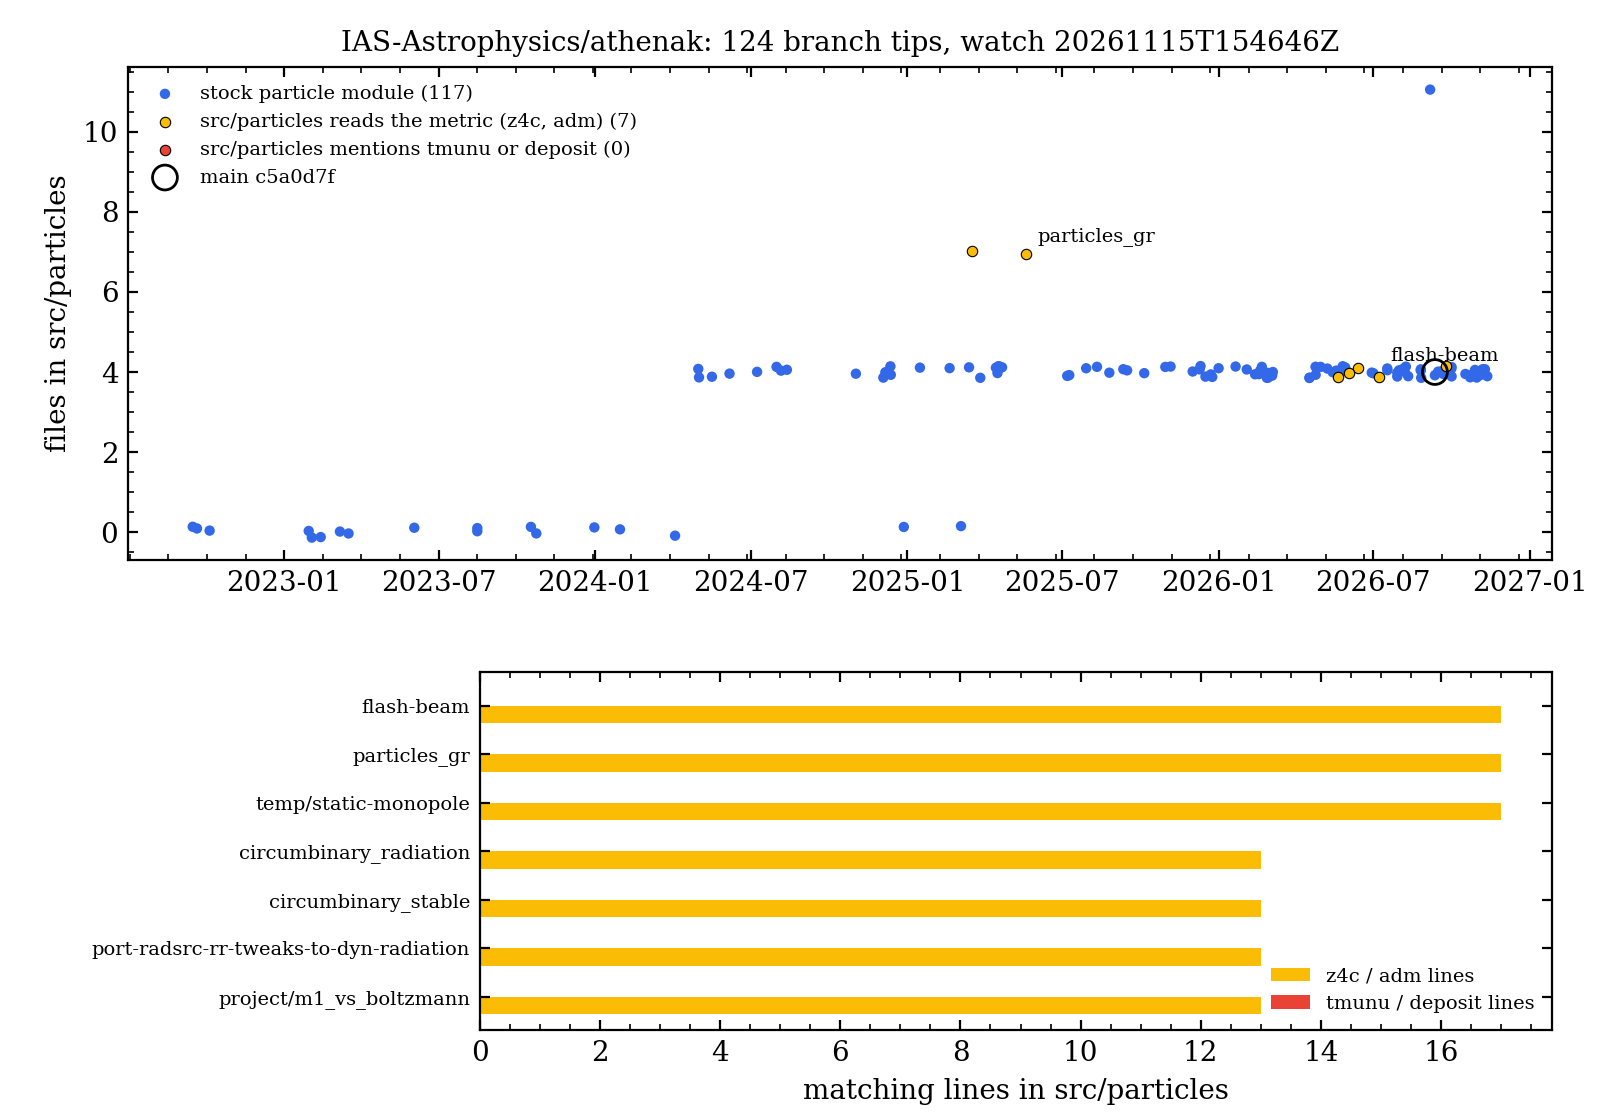 IAS-Astrophysics/athenak: 124 branch tips, watch 20261115T154646Z
stock particle module (117)
src/particles reads the metric (z4c, adm) (7)
src/particles mentions tmunu or deposit (0)
main c5a0d7f
particles_gr
flash-beam
files in src/particles
10
8
6
4
2
0
2023-01 2023-07 2024-01 2024-07 2025-01 2025-07 2026-01 2026-07 2027-01
flash-beam
particles_gr
temp/static-monopole
circumbinary_radiation
circumbinary_stable
port-radsrc-rr-tweaks-to-dyn-radiation
project/m1_vs_boltzmann
z4c / adm lines
tmunu / deposit lines
0 2 4 6 8 10 12 14 16
matching lines in src/particles